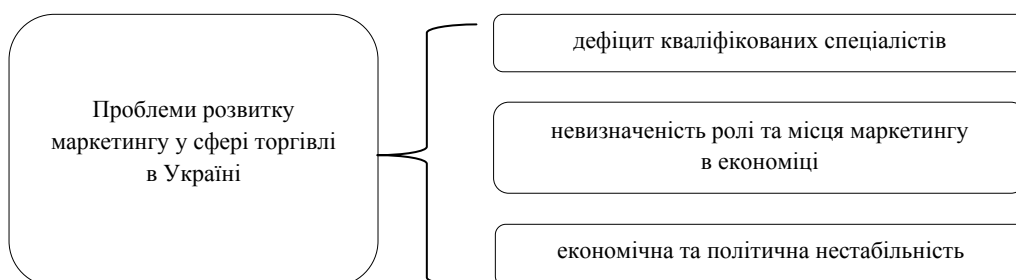 Проблеми розвитку
маркетингу у сфері торгівлі
в Україні
дефіцит кваліфікованих спеціалістів
невизначеність ролі та місця маркетингу
в економіці
економічна та політична нестабільність